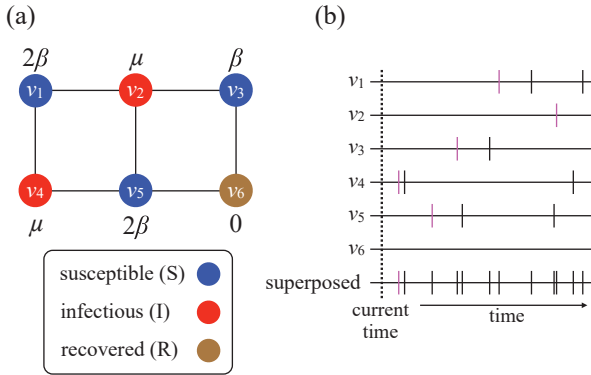 (a)
2β μ β
v1 v2 v3
v4 v5 v6
μ 2β 0
susceptible (S)
infectious (I)
recovered (R)
(b)
v1
v2
v3
v4
v5
v6
superposed
current
time
time